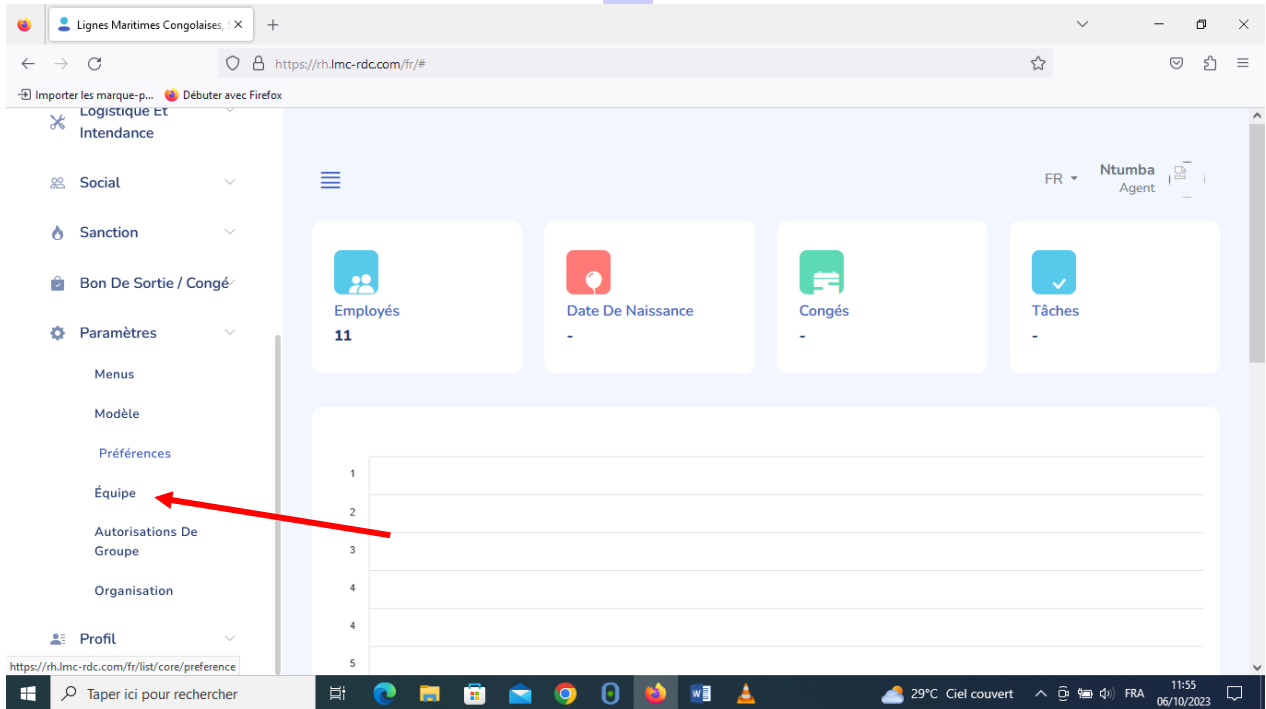 Lignes Maritimes Congolaises, S
https://rh.lmc-rdc.com/fr/#
Importer les marque-p...
Débuter avec Firefox
Logistique Et
Intendance
Social
Sanction
Bon De Sortie / Congé
Paramètres
Menus
Modèle
Préférences
Équipe
Autorisations De
Groupe
Organisation
Profil
https://rh.lmc-rdc.com/fr/list/core/preference
FR
Ntumba
Agent
Employés
11
Date De Naissance
-
Congés
-
Tâches
-
1
2
3
4
4
5
Taper ici pour rechercher
29°C Ciel couvert
FRA
11:55
06/10/2023